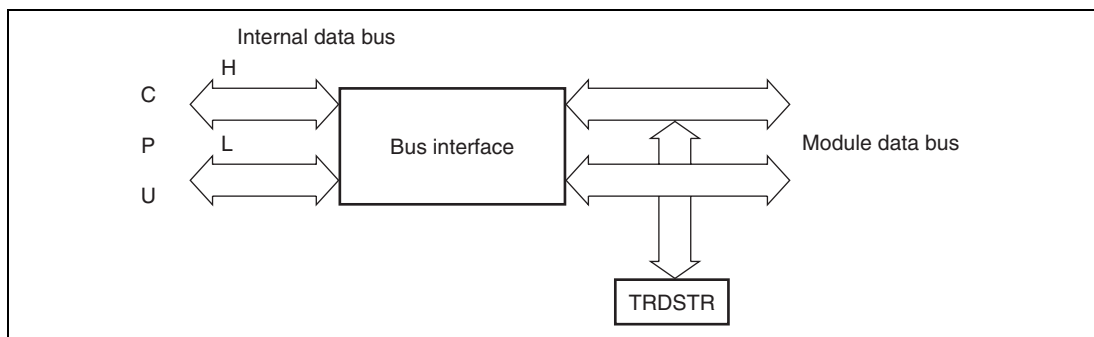 Internal data bus
H
C
P
U
L
Bus interface
Module data bus
TRDSTR